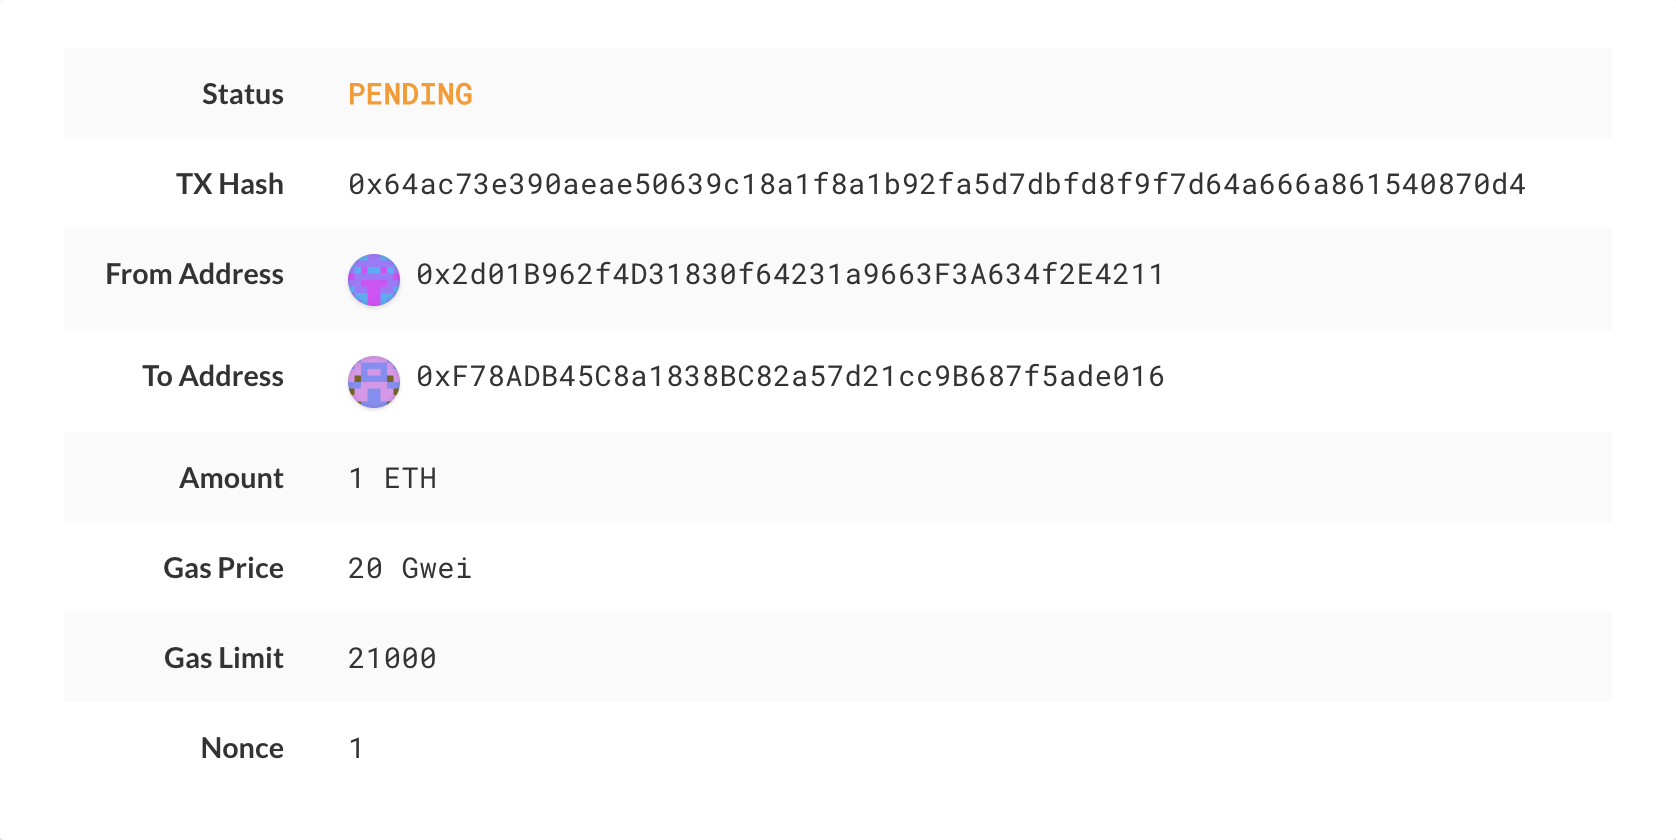 Status PENDING
TX Hash 0x64ac73e390aeae50639c18a1f8a1b92fa5d7dbfd8f9f7d64a666a861540870d4
From Address 0x2d01B962f4D31830f64231a9663F3A634f2E4211
To Address 0xF78ADB45C8a1838BC82a57d21cc9B687f5ade016
Amount 1 ETH
Gas Price 20 Gwei
Gas Limit 21000
Nonce 1